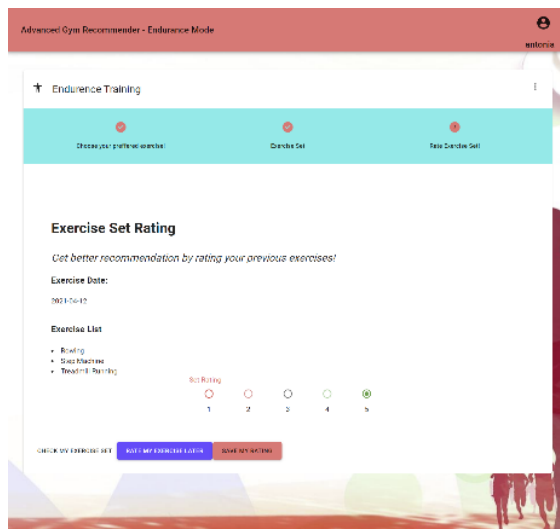 Advanced Gym Recommender - Endurance Mode
antonia
Endurence Training
Choose your preffered exercise!
Exercise Set
Rate Exercise Set!
Exercise Set Rating
Get better recommendation by rating your previous exercises!
Exercise Date:
2021-04-12
Exercise List
Rowing
Step Machine
Treadmill Running
Set Rating
1 2 3 4 5
CHECK MY EXERCISE SET RATE MY EXERCISE LATER SAVE MY RATING